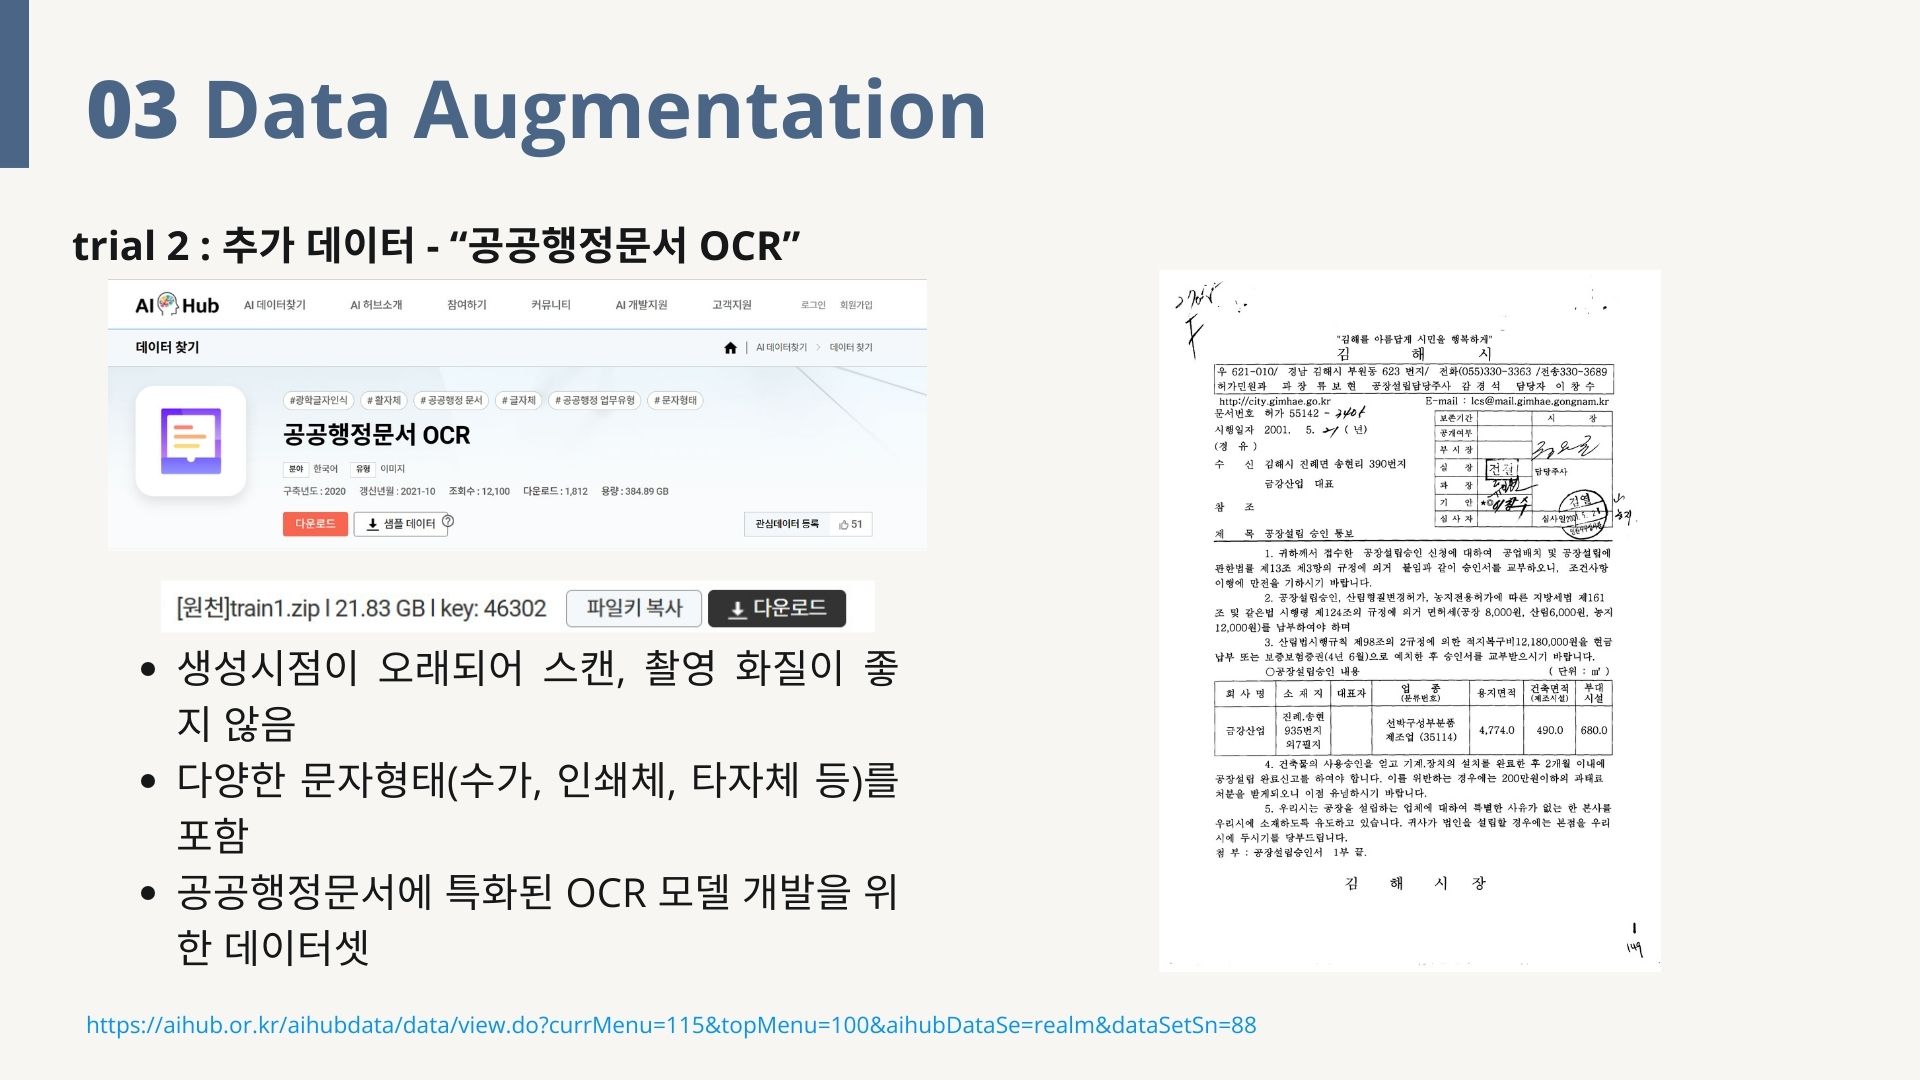 03 Data Augmentation
trial 2 : 추가 데이터 - “공공행정문서 OCR”
AI Hub AI 데이터찾기 AI 허브소개 참여하기 커뮤니티 AI 개발지원 고객지원 로그인 회원가입
데이터 찾기 AI 데이터찾기 > 데이터 찾기
#광학글자인식 # 활자체 # 공공행정 문서 # 글자체 # 공공행정 업무유형 # 문자형태
공공행정문서 OCR
분야 한국어 유형 이미지
구축년도 : 2020 갱신년월 : 2021-10 조회수 : 12,100 다운로드 : 1,812 용량 : 384.89 GB
다운로드 샘플 데이터 ? 관심데이터 등록 51
[원천]train1.zip | 21.83 GB | key: 46302 파일키 복사 다운로드
• 생성시점이 오래되어 스캔, 촬영 화질이 좋
지 않음
• 다양한 문자형태(수가, 인쇄체, 타자체 등)를
포함
• 공공행정문서에 특화된 OCR 모델 개발을 위
한 데이터셋
https://aihub.or.kr/aihubdata/data/view.do?currMenu=115&topMenu=100&aihubDataSe=realm&dataSetSn=88
"김해를 아름답게 시민을 행복하게"
김 해 시
우 621-010/ 경남 김해시 부원동 623 번지/ 전화(055)330-3363 /전송330-3689
허가민원과 과 장 류 보 현 공장설립담당주사 감 경 석 담당자 이 창 수
http://city.gimhae.go.kr E-mail : lcs@mail.gimhae.gongnam.kr
문서번호 허가 55142 -
시행일자 2001. 5. 21 ( 년)
(경 유)
수 신 김해시 진례면 송현리 390번지
금강산업 대표
참 조
제 목 공장설립 승인 통보
보존기간 시 장
공개여부
부 시 장
실 장 전결 담당주사
과 장
기 안
심 사 자 심사일
1. 귀하께서 접수한 공장설립승인 신청에 대하여 공업배치 및 공장설립에
관한법률 제13조 제3항의 규정에 의거 붙임과 같이 승인서를 교부하오니, 조건사항
이행에 만전을 기하시기 바랍니다.
2. 공장설립승인, 산림형질변경허가, 농지전용허가에 따른 지방세법 제161
조 및 같은법 시행령 제124조의 규정에 의거 면허세(공장 8,000원, 산림6,000원, 농지
12,000원)를 납부하여야 하며
3. 산림법시행규칙 제98조의 2규정에 의한 적지복구비12,180,000원을 현금
납부 또는 보증보험증권(4년 6월)으로 예치한 후 승인서를 교부받으시기 바랍니다.
○공장설립승인 내용 ( 단위 : ㎡ )
회 사 명 소 재 지 대표자 업 종 (분류번호) 용지면적 건축면적 (제조시설) 부대시설
금강산업 진례.송현 935번지 외7필지 선박구성부분품 제조업 (35114) 4,774.0 490.0 680.0
4. 건축물의 사용승인을 얻고 기계.장치의 설치를 완료한 후 2개월 이내에
공장설립 완료신고를 하여야 합니다. 이를 위반하는 경우에는 200만원이하의 과태료
처분을 받게되오니 이점 유념하시기 바랍니다.
5. 우리시는 공장을 설립하는 업체에 대하여 특별한 사유가 없는 한 본사를
우리시에 소재하도록 유도하고 있습니다. 귀사가 법인을 설립할 경우에는 본점을 우리
시에 두시기를 당부드립니다.
첨 부 : 공장설립승인서 1부 끝.
김 해 시 장
1
149